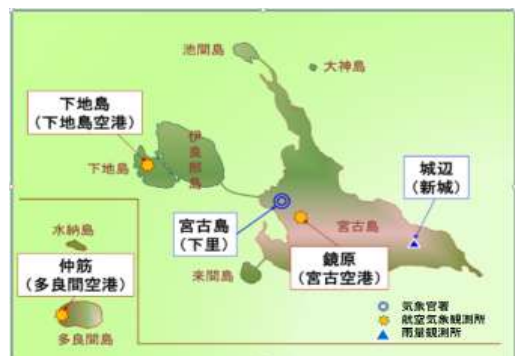 池間島
大神島
下地島
(下地島空港)
伊良部島
下地島
城辺
(新城)
宮古島
(下里)
宮古島
水納島
鏡原
(宮古空港)
仲筋
(多良間空港)
来間島
気象官署
航空気象観測所
雨量観測所
多良間島